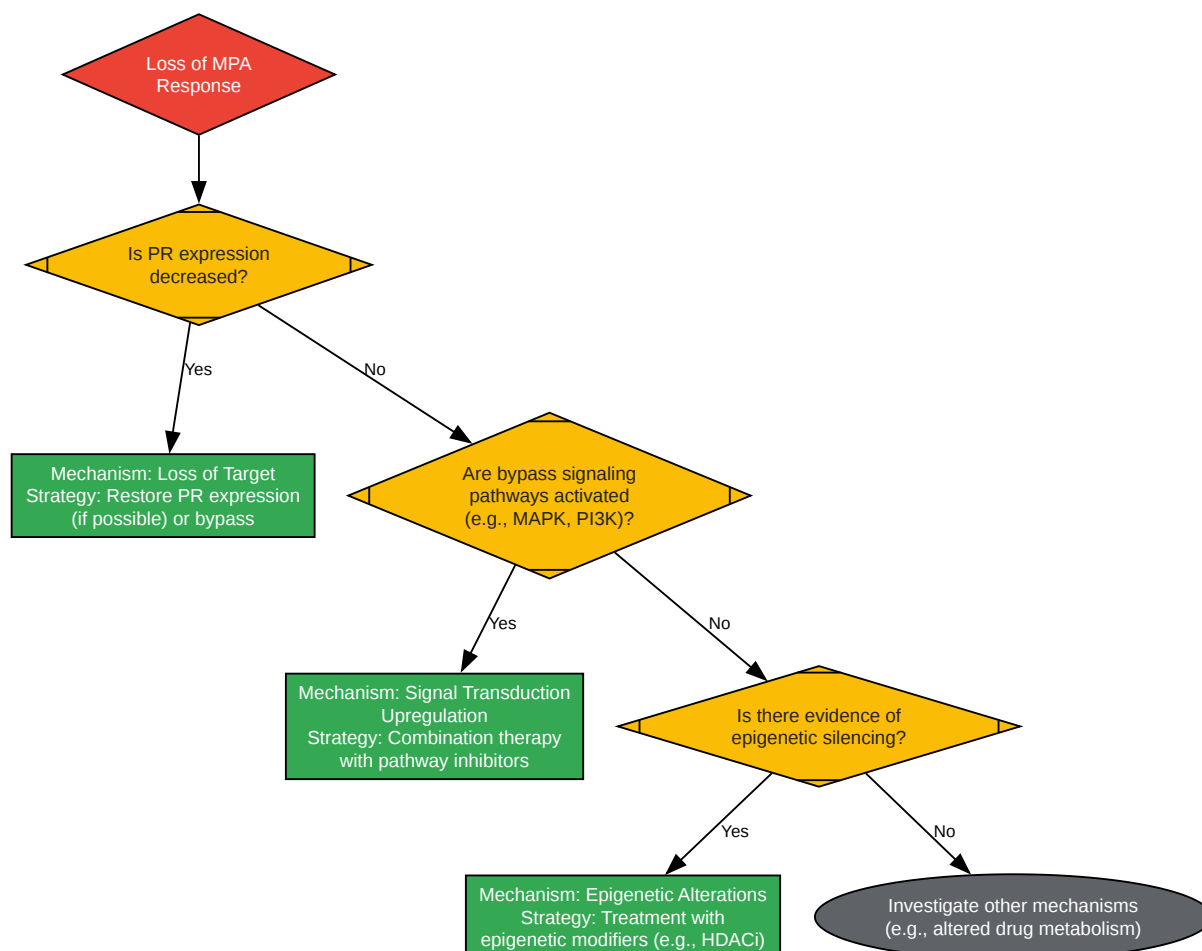 Loss of MPA
Response
Is PR expression
decreased?
Yes
No
Mechanism: Loss of Target
Strategy: Restore PR expression
(if possible) or bypass
Are bypass signaling
pathways activated
(e.g., MAPK, PI3K)?
Yes
No
Mechanism: Signal Transduction
Upregulation
Strategy: Combination therapy
with pathway inhibitors
Is there evidence of
epigenetic silencing?
Yes
No
Mechanism: Epigenetic Alterations
Strategy: Treatment with
epigenetic modifiers (e.g., HDACi)
Investigate other mechanisms
(e.g., altered drug metabolism)